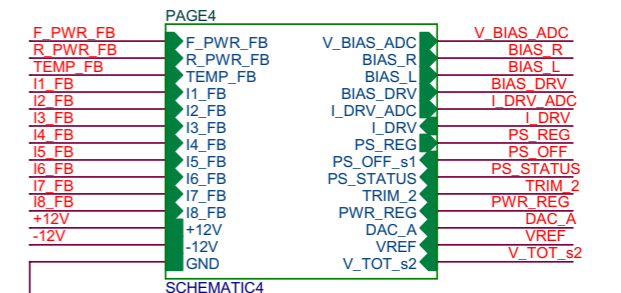 PAGE4
F_PWR_FB F_PWR_FB V_BIAS_ADC V_BIAS_ADC
R_PWR_FB R_PWR_FB BIAS_R BIAS_R
TEMP_FB TEMP_FB BIAS_L BIAS_L
I1_FB I1_FB BIAS_DRV BIAS_DRV
I2_FB I2_FB I_DRV_ADC I_DRV_ADC
I3_FB I3_FB I_DRV I_DRV
I4_FB I4_FB PS_REG PS_REG
I5_FB I5_FB PS_OFF_s1 PS_OFF
I6_FB I6_FB PS_STATUS PS_STATUS
I7_FB I7_FB TRIM_2 TRIM_2
I8_FB I8_FB PWR_REG PWR_REG
+12V +12V DAC_A DAC_A
-12V -12V VREF VREF
GND V_TOT_s2 V_TOT_s2
SCHEMATIC4